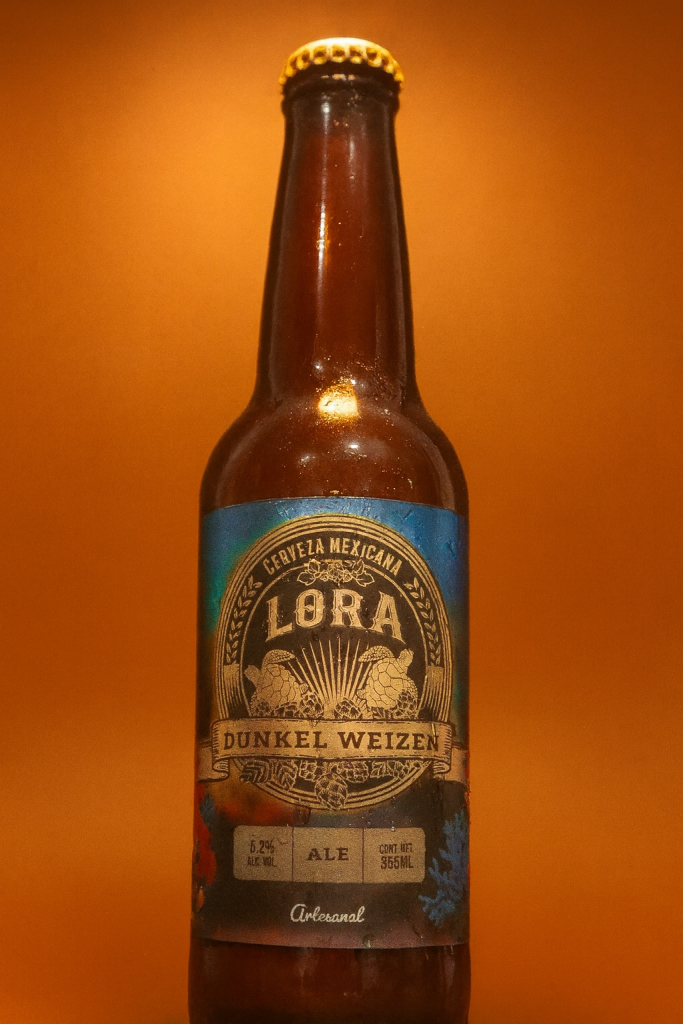 CERVEZA MEXICANA
LORA
DUNKEL WEIZEN
5.2%
ALC. VOL.
ALE
CONT. NET.
355ML
Artesanal